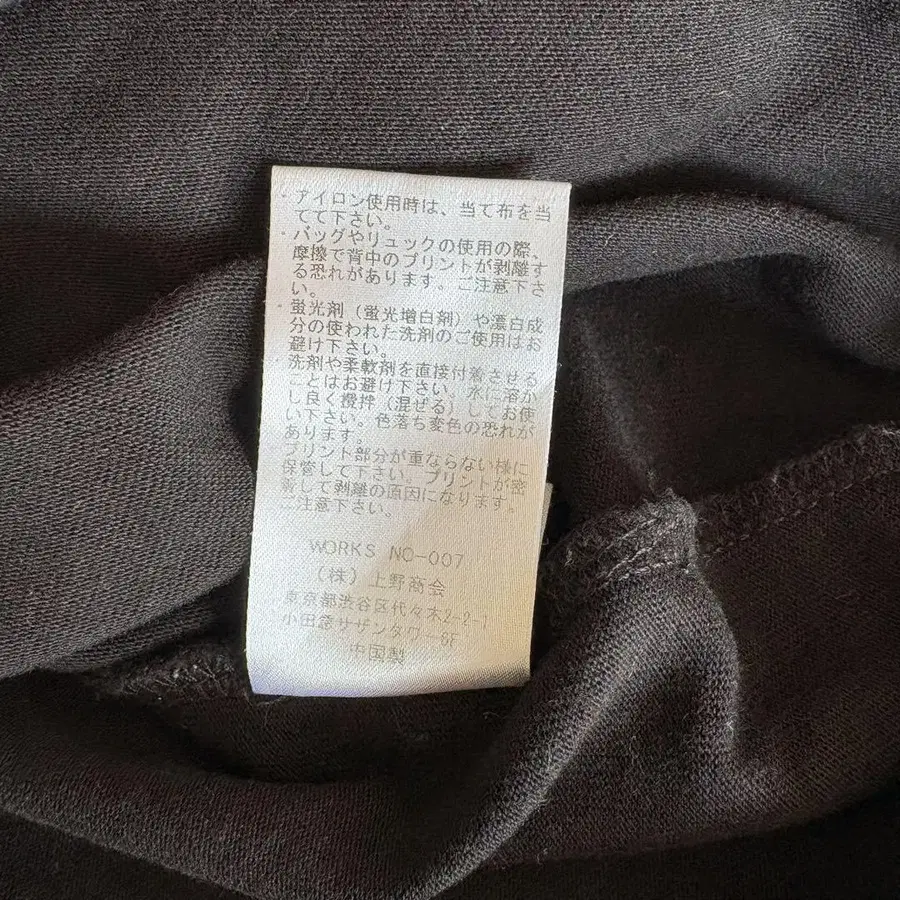 ・アイロン使用時は、当て布を当
てて下さい。
・バッグやリュックの使用の際、
摩擦で背中のプリントが剥離す
る恐れがあります。ご注意下さ
い。
・蛍光剤（蛍光増白剤）や漂白成
分の使われた洗剤のご使用はお
避け下さい。
・洗剤や柔軟剤を直接付着させる
ことはお避け下さい。水に溶か
し良く攪拌（混ぜる）してお使
い下さい。色落ち変色の恐れが
あります。
プリント部分が重ならない様に
保管して下さい。プリントが密
着して剥離の原因になります。
ご注意下さい。
WORKS NO-007
（株）上野商会
東京都渋谷区代々木2-2-1
小田急サザンタワー8F
中国製